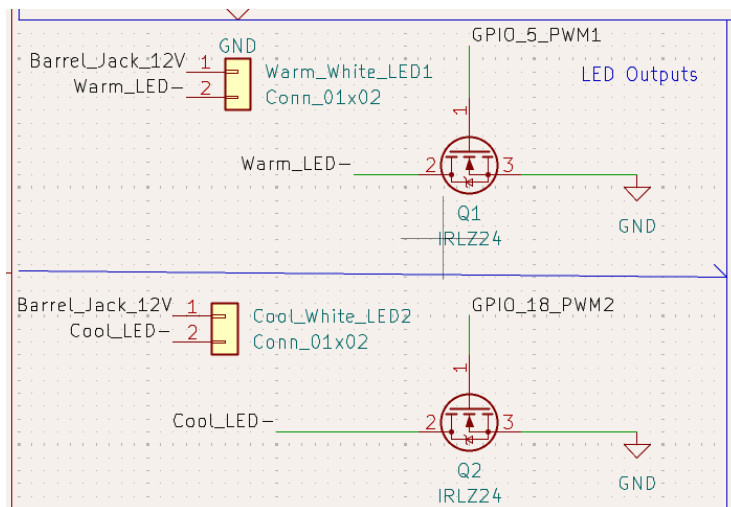 GND
Barrel_Jack_12V 1
Warm_LED- 2
Warm_White_LED1
Conn_01x02
GPIO_5_PWM1
LED Outputs
1
Warm_LED- 2 3
Q1
IRLZ24
GND
Barrel_Jack_12V 1
Cool_LED- 2
Cool_White_LED2
Conn_01x02
GPIO_18_PWM2
1
Cool_LED- 2 3
Q2
IRLZ24
GND